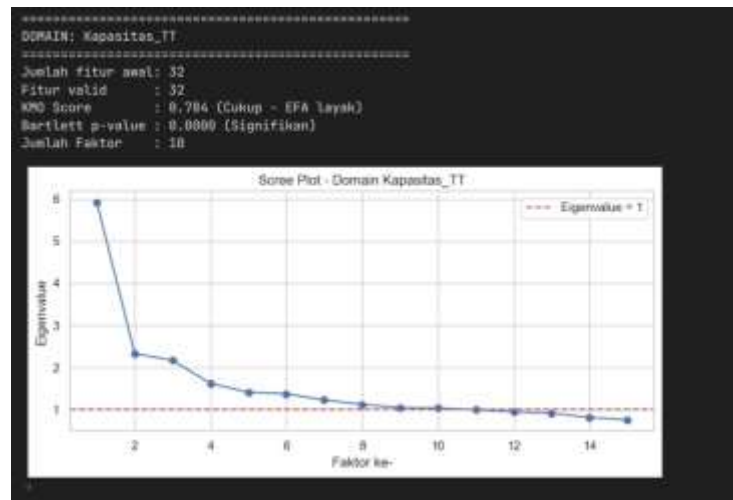 ==================================================
DOMAIN: Kapasitas_TT
==================================================
Jumlah fitur awal: 32
Fitur valid : 32
KMO Score : 0.784 (Cukup - EFA layak)
Bartlett p-value : 0.0000 (Signifikan)
Jumlah Faktor : 10
Scree Plot - Domain Kapasitas_TT
Eigenvalue = 1
6
5
4
3
2
1
Eigenvalue
2 4 6 8 10 12 14
Faktor ke-